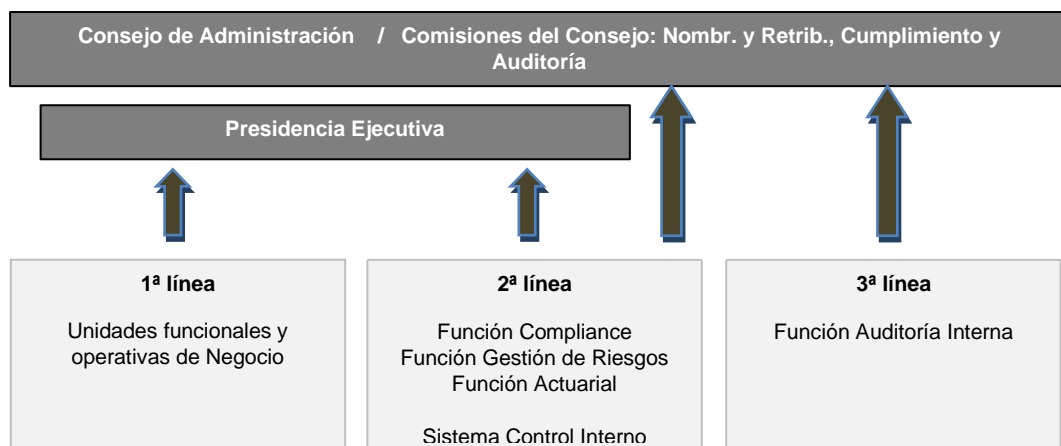 Consejo de Administración / Comisiones del Consejo: Nombr. y Retrib., Cumplimiento y
Auditoría
Presidencia Ejecutiva
1ª línea
Unidades funcionales y
operativas de Negocio
2ª línea
Función Compliance
Función Gestión de Riesgos
Función Actuarial
Sistema Control Interno
3ª línea
Función Auditoría Interna